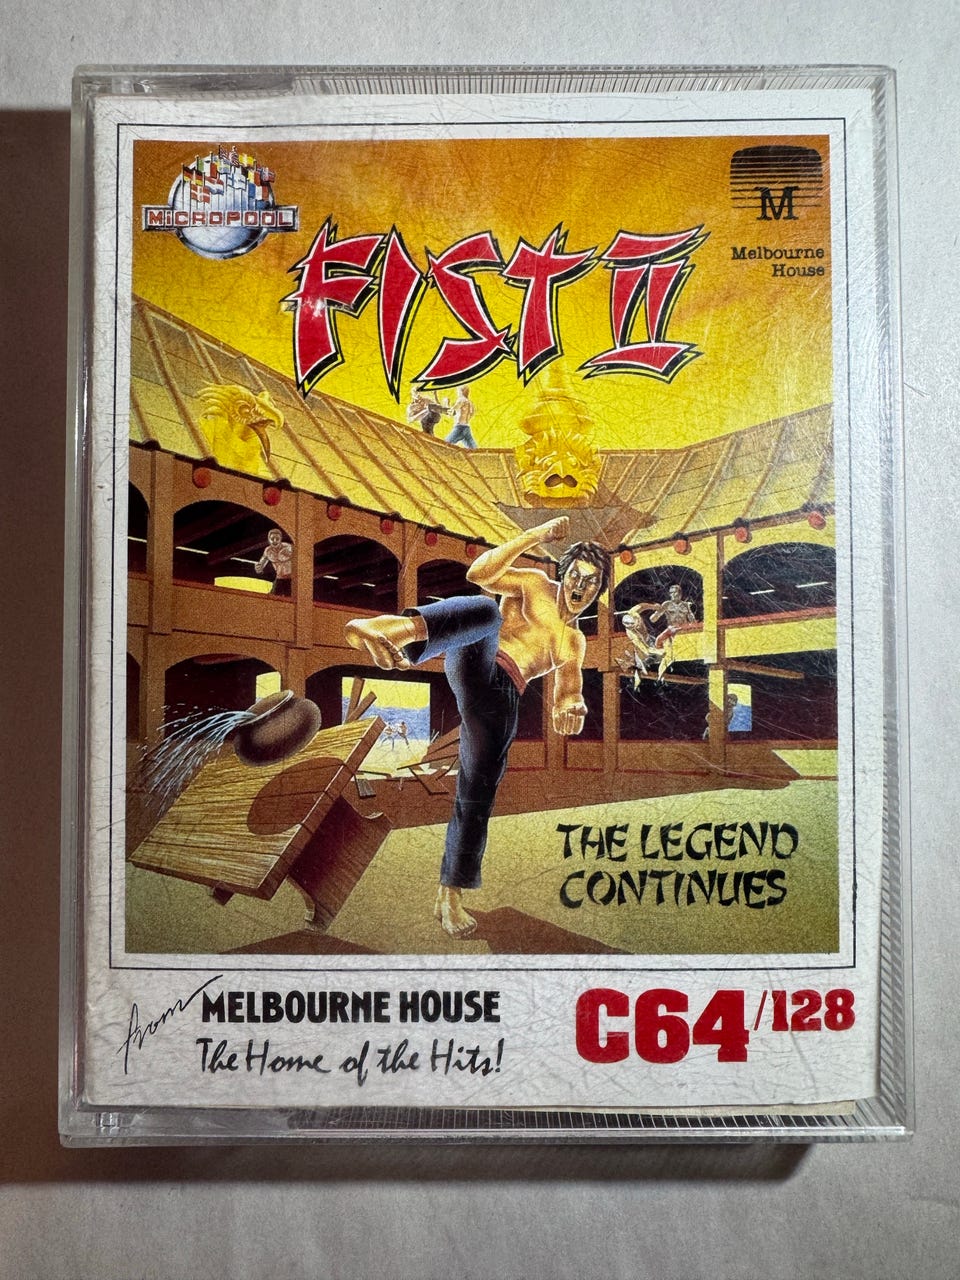 MICROPOOL
M
Melbourne
House
FIST II
THE LEGEND
CONTINUES
from MELBOURNE HOUSE
The Home of the Hits!
C64/128